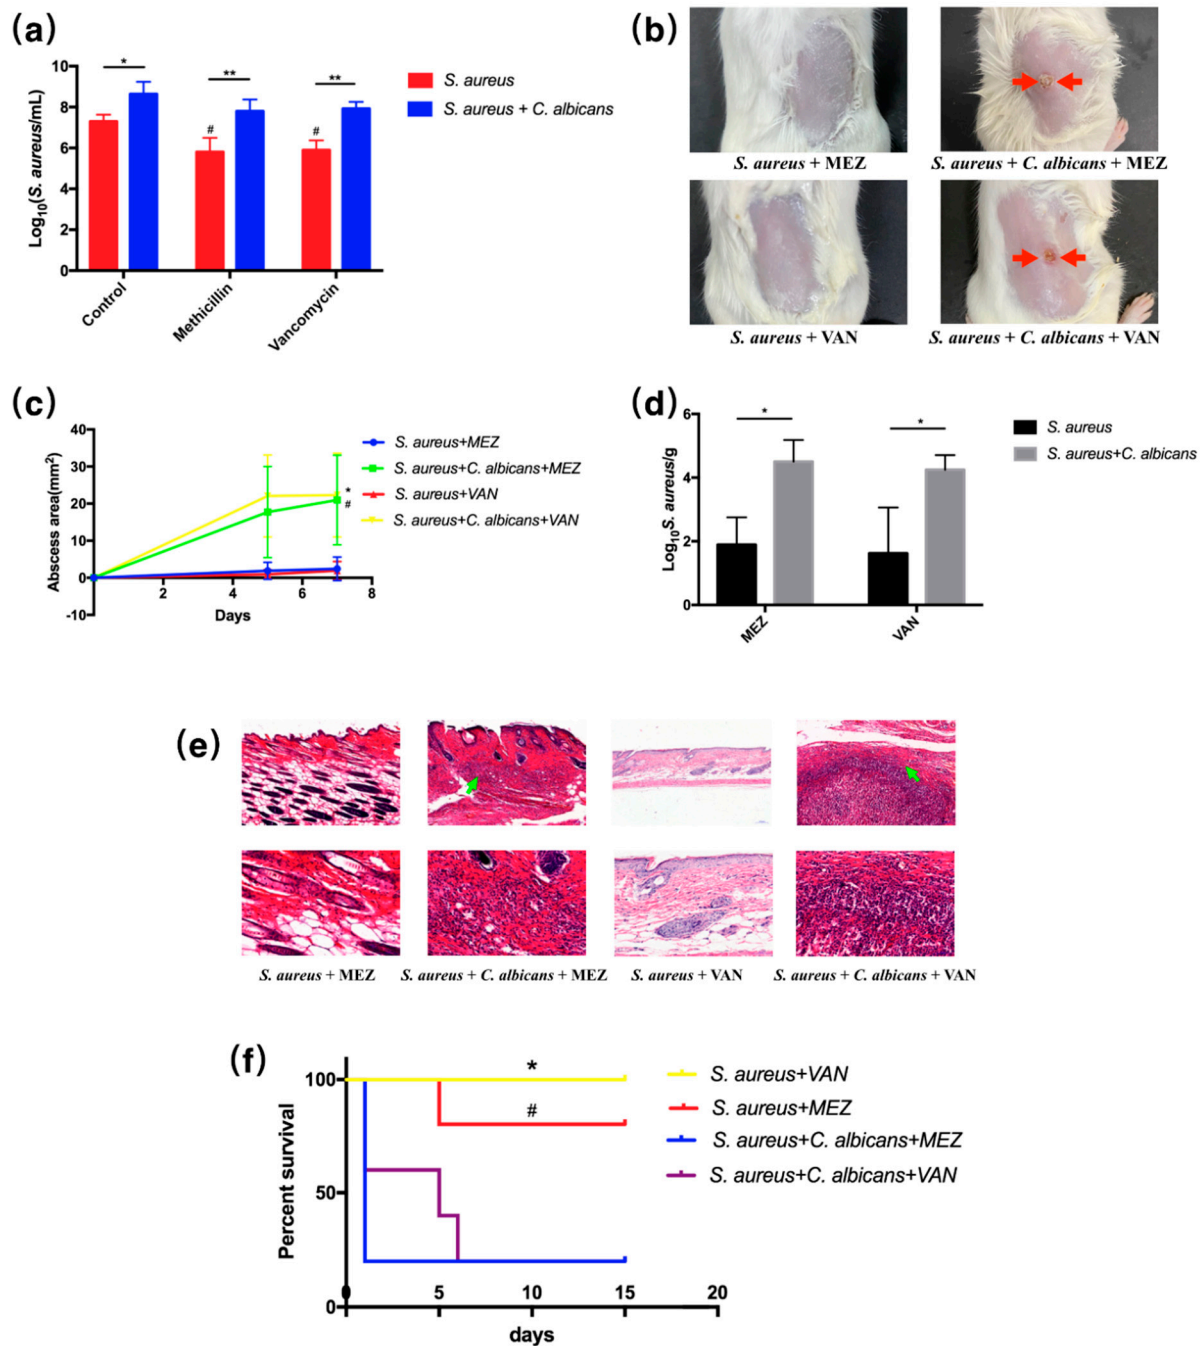 (a)
Log10(S. aureus/mL)
10
8
6
4
2
0
*
**
**
#
#
Control
Methicillin
Vancomycin
S. aureus
S. aureus + C. albicans
(b)
S. aureus + MEZ
S. aureus + C. albicans + MEZ
S. aureus + VAN
S. aureus + C. albicans + VAN
(c)
Abscess area(mm²)
40
30
20
10
0
-10
2
4
6
8
Days
*
#
S. aureus+MEZ
S. aureus+C. albicans+MEZ
S. aureus+VAN
S. aureus+C. albicans+VAN
(d)
Log10S. aureus/g
6
4
2
0
*
*
MEZ
VAN
S. aureus
S. aureus+C. albicans
(e)
S. aureus + MEZ
S. aureus + C. albicans + MEZ
S. aureus + VAN
S. aureus + C. albicans + VAN
(f)
Percent survival
100
50
0
0
5
10
15
20
days
*
#
S. aureus+VAN
S. aureus+MEZ
S. aureus+C. albicans+MEZ
S. aureus+C. albicans+VAN